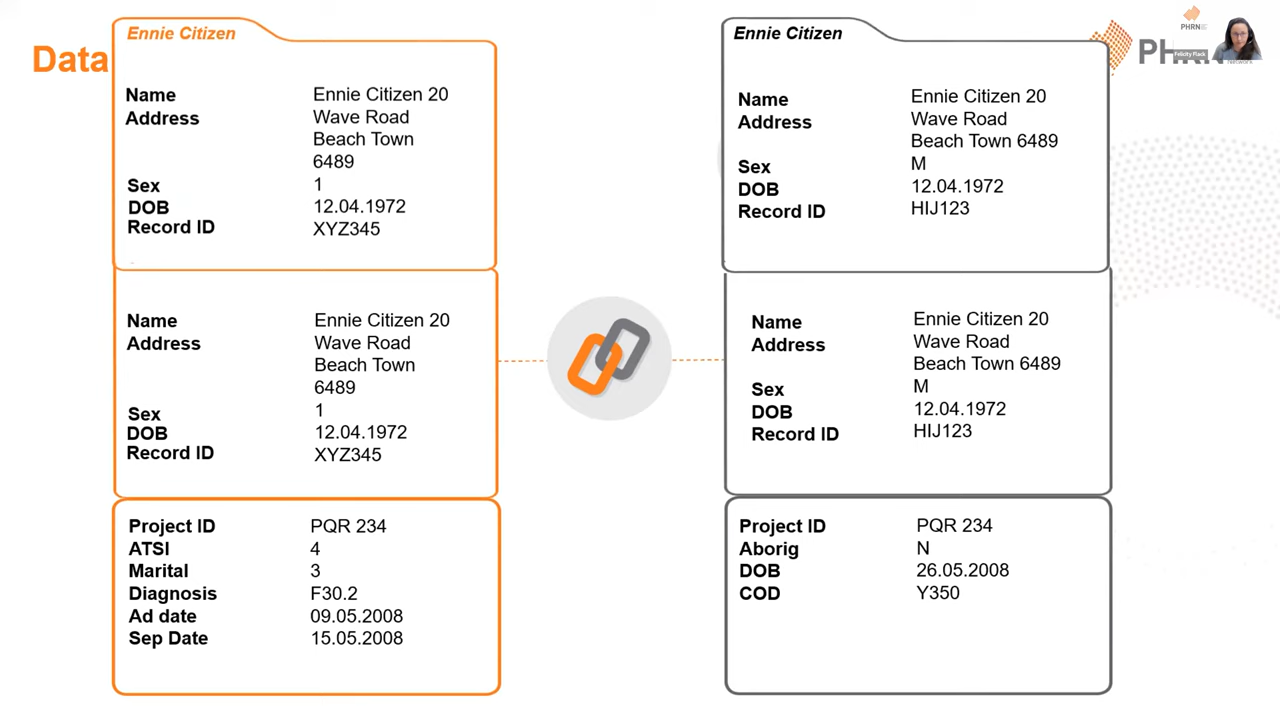 Data
Ennie Citizen
Name Ennie Citizen 20
Address Wave Road
Beach Town
6489
Sex 1
DOB 12.04.1972
Record ID XYZ345
Name Ennie Citizen 20
Address Wave Road
Beach Town
6489
Sex 1
DOB 12.04.1972
Record ID XYZ345
Project ID PQR 234
ATSI 4
Marital 3
Diagnosis F30.2
Ad date 09.05.2008
Sep Date 15.05.2008
Ennie Citizen
Name Ennie Citizen 20
Address Wave Road
Beach Town 6489
Sex M
DOB 12.04.1972
Record ID HIJ123
Name Ennie Citizen 20
Address Wave Road
Beach Town 6489
Sex M
DOB 12.04.1972
Record ID HIJ123
Project ID PQR 234
Aborig N
DOB 26.05.2008
COD Y350
PHRN
PHRN
Felicity Flack